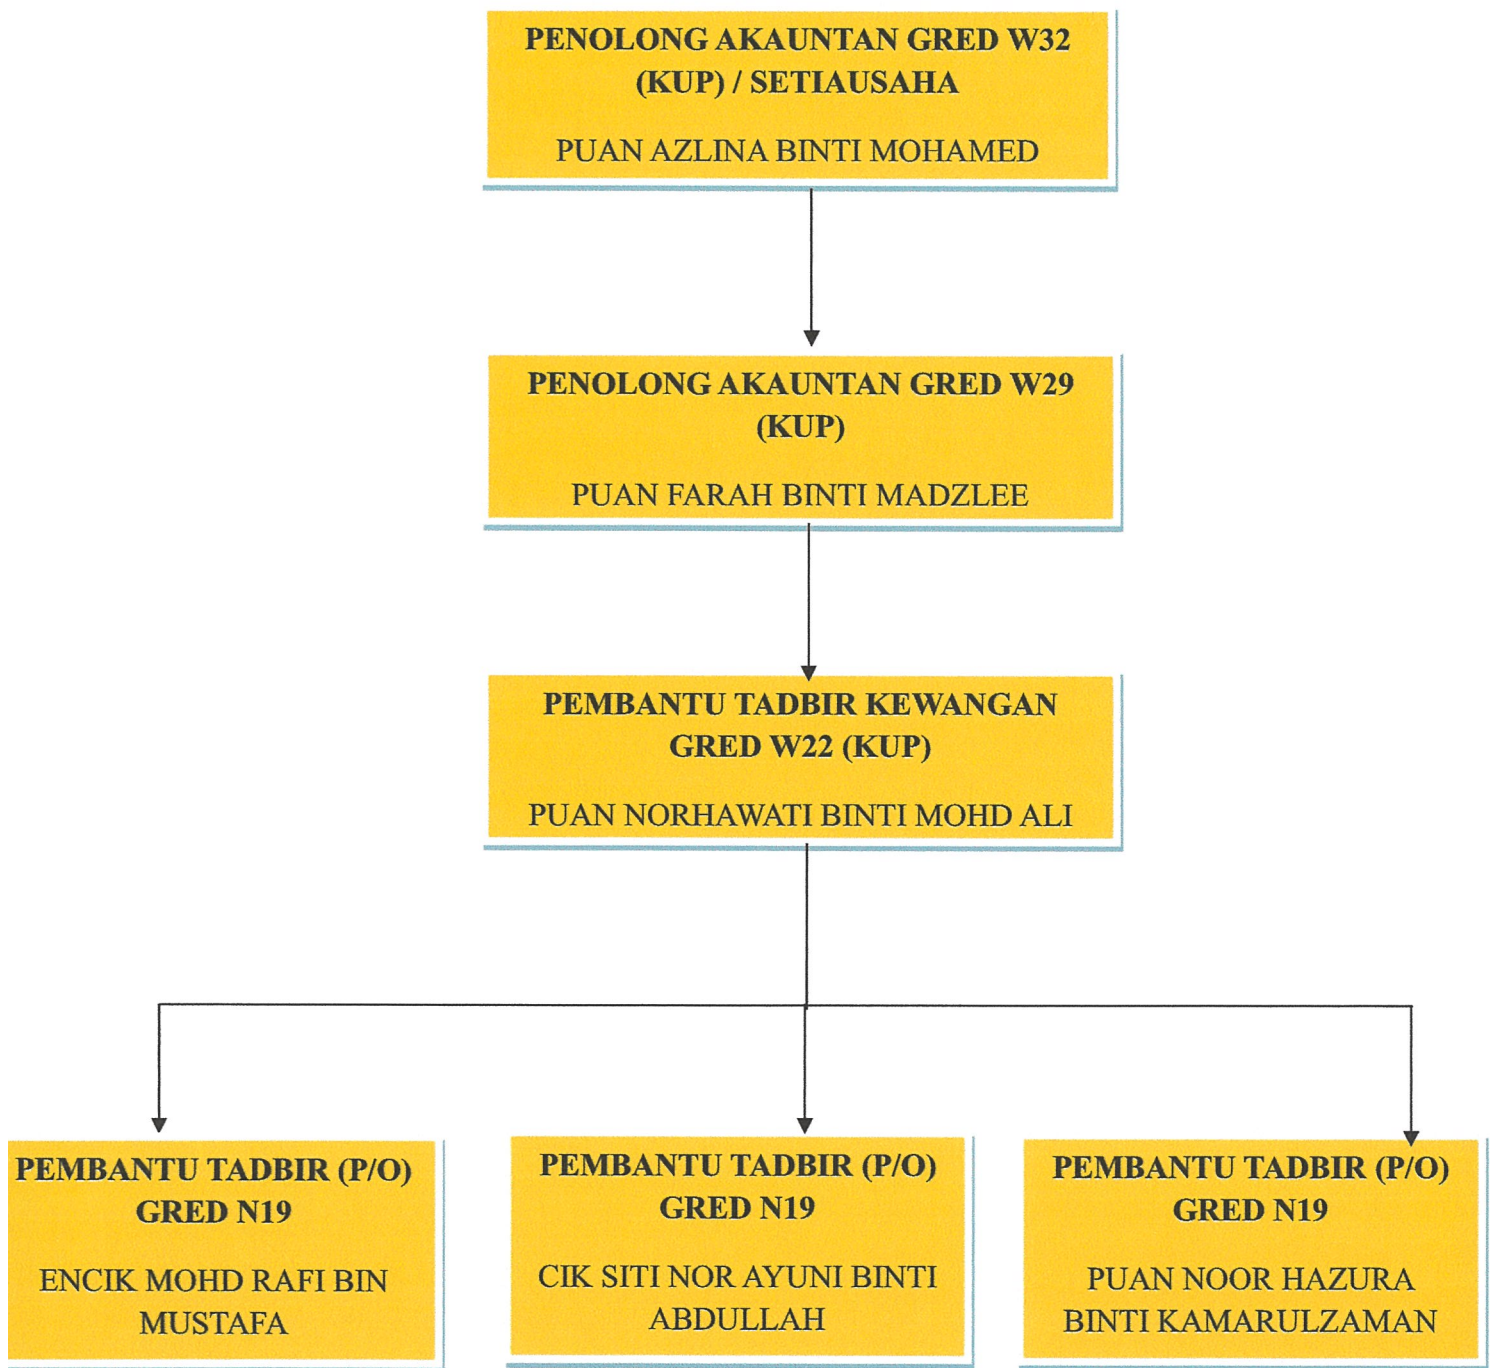 PENOLONG AKAUNTAN GRED W32
(KUP) / SETIAUSAHA
PUAN AZLINA BINTI MOHAMED
PENOLONG AKAUNTAN GRED W29
(KUP)
PUAN FARAH BINTI MADZLEE
PEMBANTU TADBIR KEWANGAN
GRED W22 (KUP)
PUAN NORHAWATI BINTI MOHD ALI
PEMBANTU TADBIR (P/O)
GRED N19
ENCIK MOHD RAFI BIN
MUSTAFA
PEMBANTU TADBIR (P/O)
GRED N19
CIK SITI NOR AYUNI BINTI
ABDULLAH
PEMBANTU TADBIR (P/O)
GRED N19
PUAN NOOR HAZURA
BINTI KAMARULZAMAN